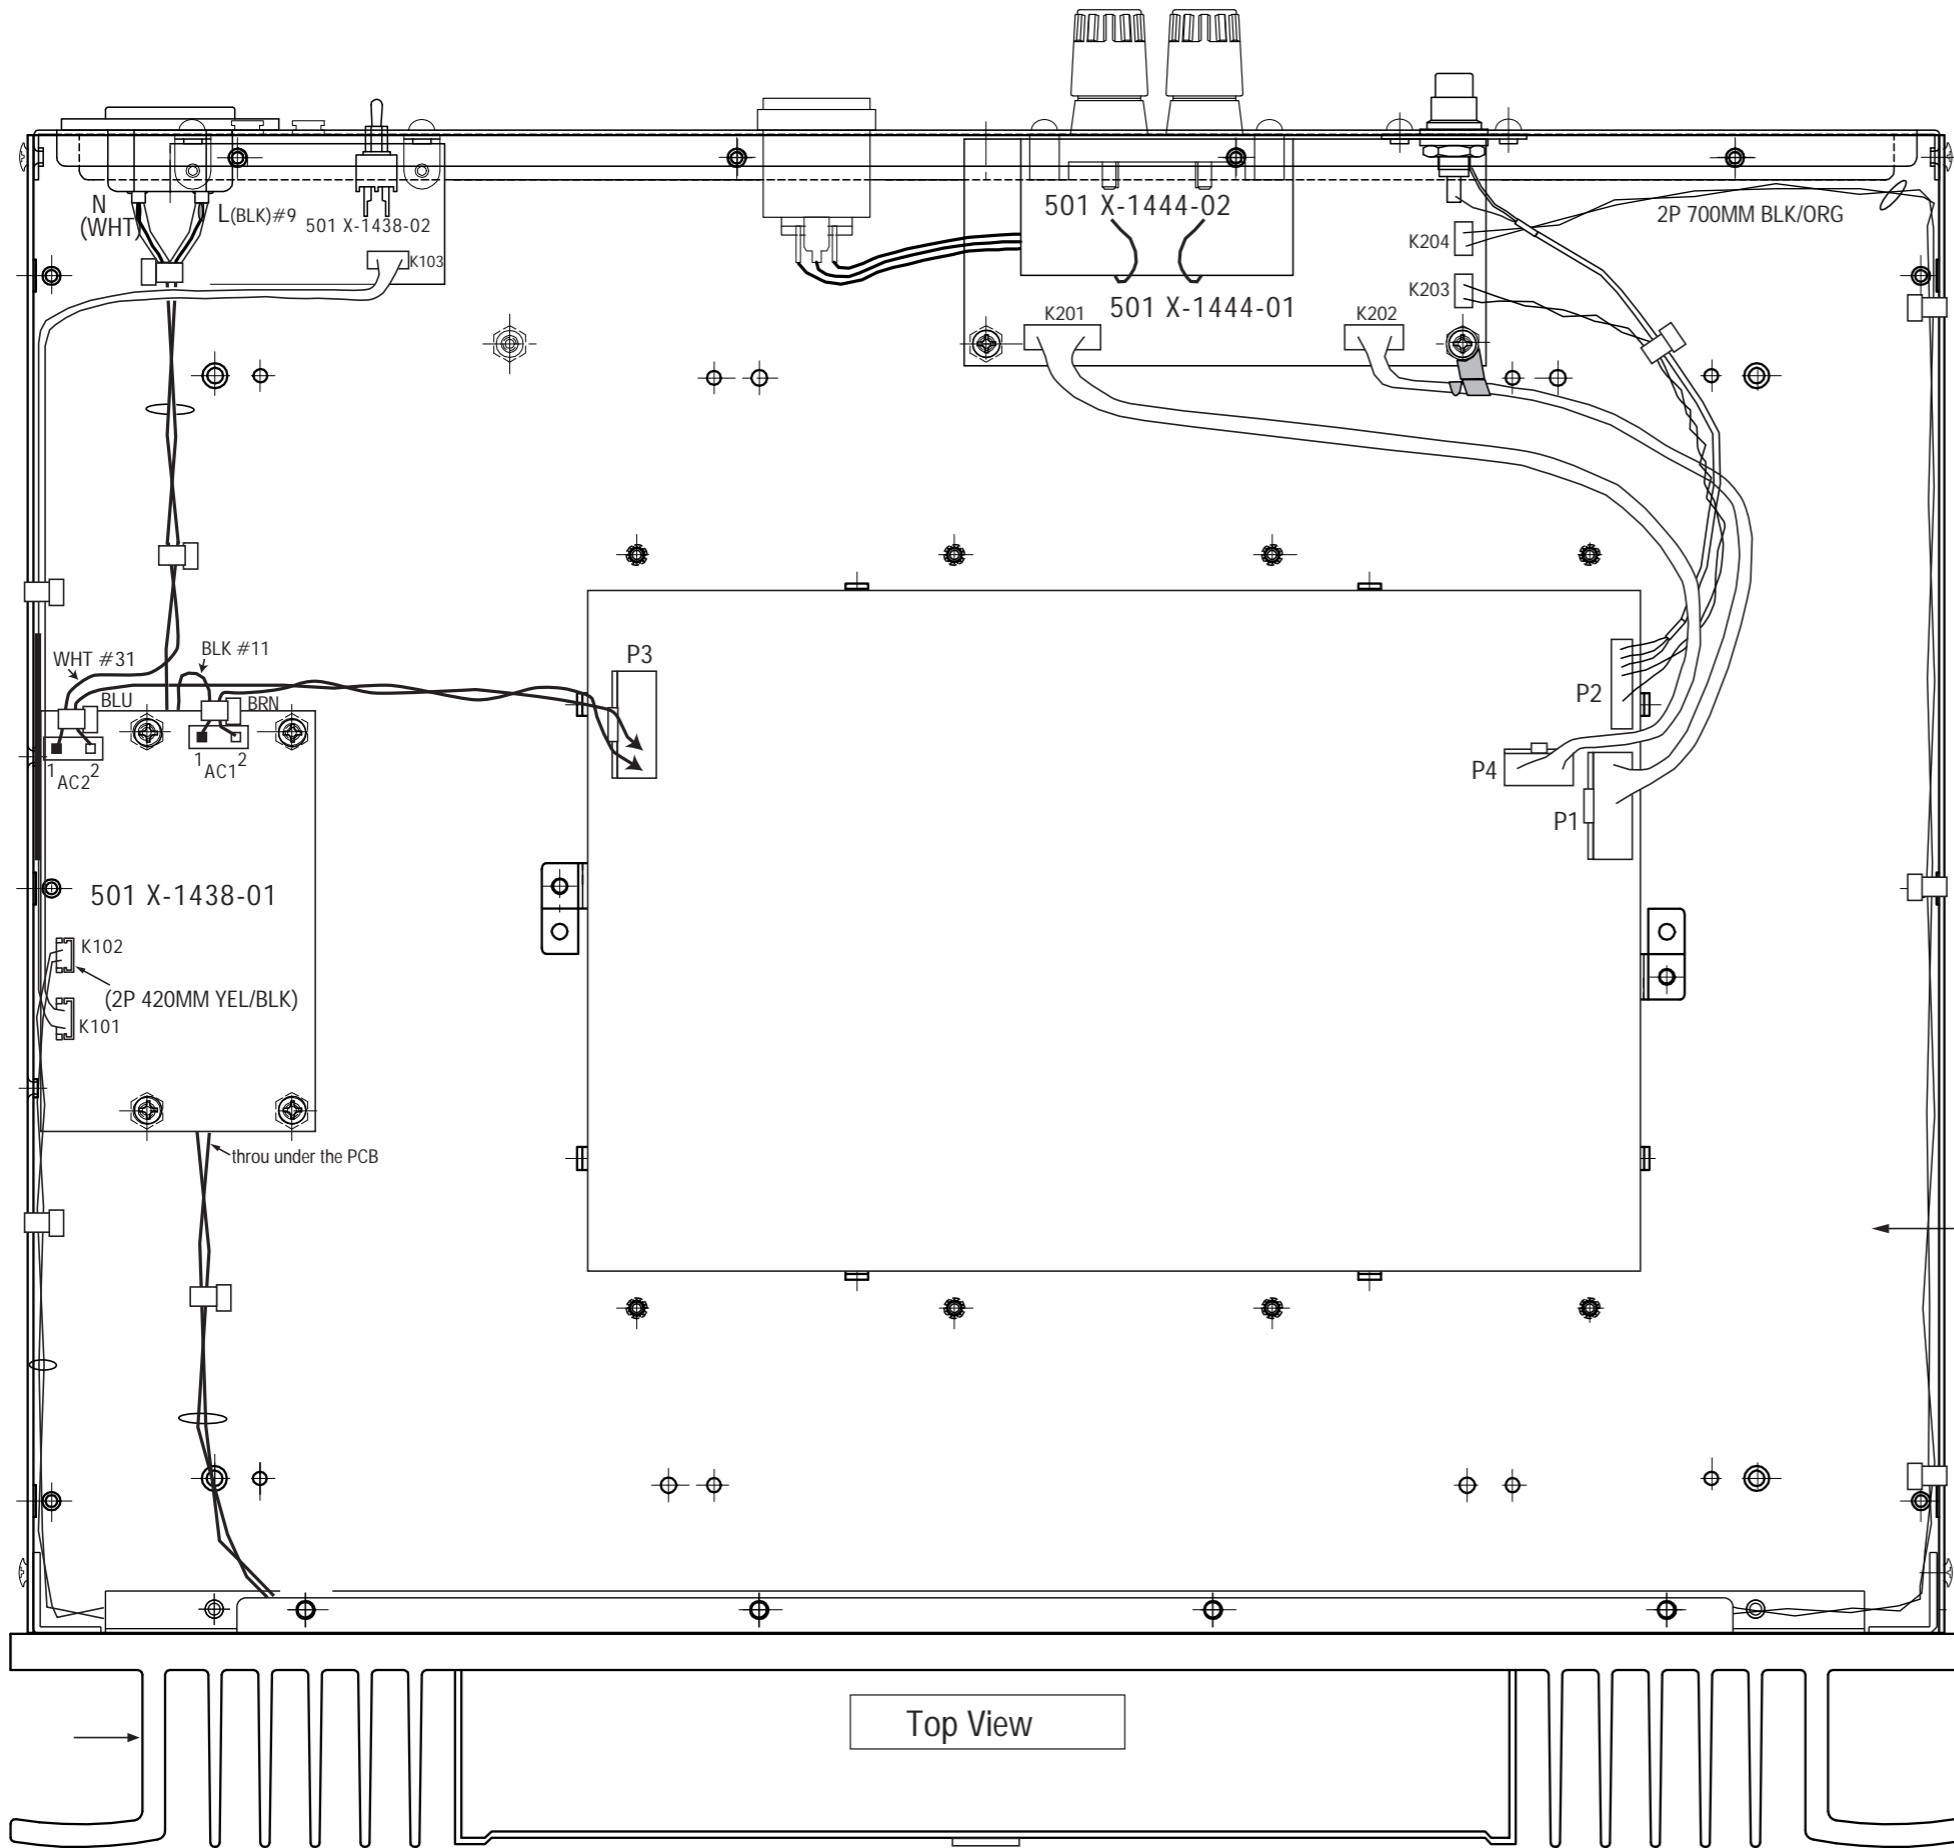 N
(WHT)
L(BLK)#9
501 X-1438-02
K103
501 X-1444-02
501 X-1444-01
K201
K202
K204
K203
2P 700MM BLK/ORG
WHT #31
BLK #11
BLU
BRN
1 AC2 2
1 AC1 2
P3
P2
P4
P1
501 X-1438-01
K102
(2P 420MM YEL/BLK)
K101
throu under the PCB
Top View